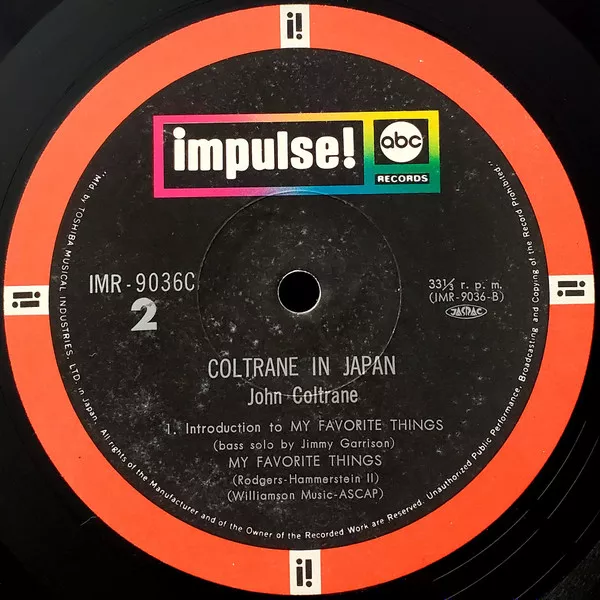 i!
impulse!
abc
RECORDS
IMR-9036C
2
33⅓ r. p. m.
(IMR-9036-B)
JASRAC
i!
i!
COLTRANE IN JAPAN
John Coltrane
1. Introduction to MY FAVORITE THINGS
(bass solo by Jimmy Garrison)
MY FAVORITE THINGS
(Rodgers-Hammerstein II)
(Williamson Music-ASCAP)
"Mfd by TOSHIBA MUSICAL INDUSTRIES, LTD. in Japan. All rights of the Manufacturer and of the Owner of the Recorded Work are Reserved. Unauthorized Public Performance, Broadcasting and Copying of the Record Prohibited."
i!